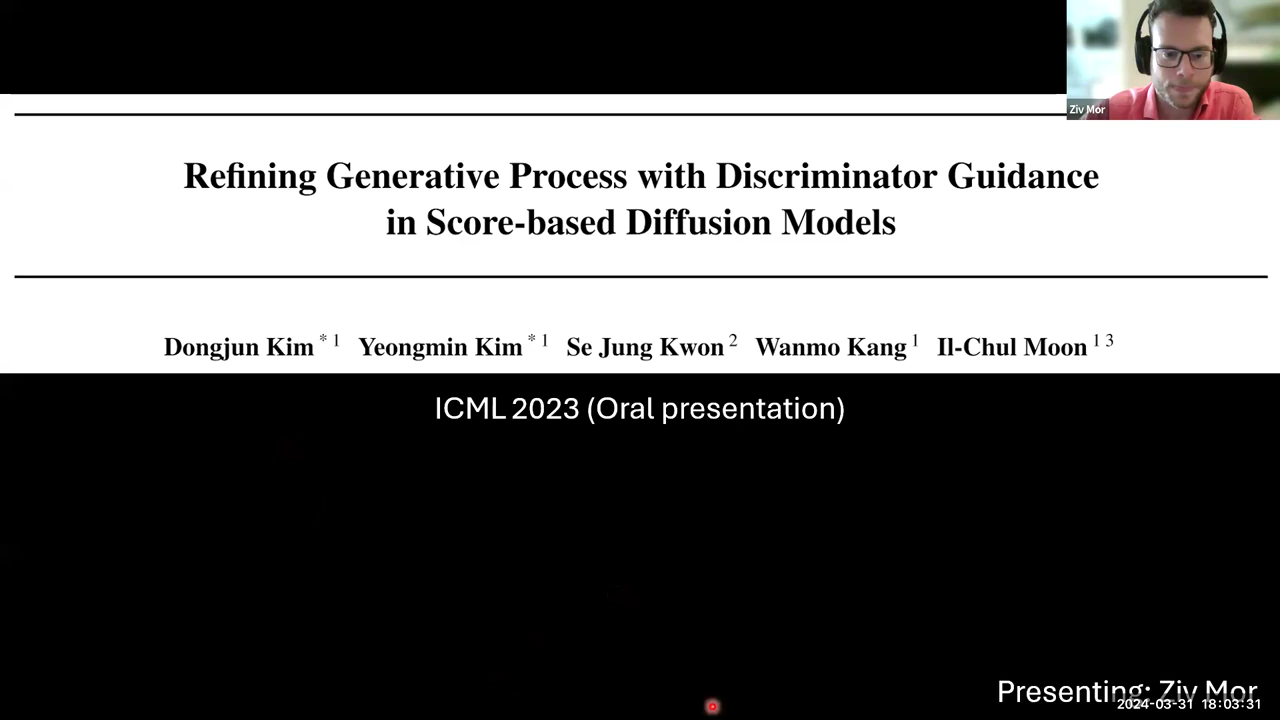 Ziv Mor
Refining Generative Process with Discriminator Guidance
in Score-based Diffusion Models
Dongjun Kim * 1 Yeongmin Kim * 1 Se Jung Kwon 2 Wanmo Kang 1 Il-Chul Moon 1 3
ICML 2023 (Oral presentation)
Presenting: Ziv Mor
2024-03-31 18:03:31